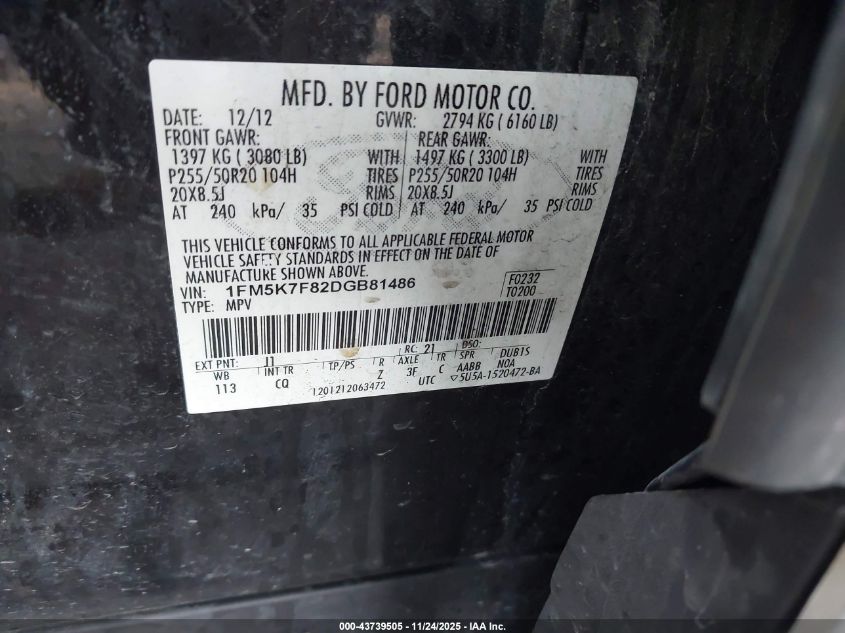 MFD. BY FORD MOTOR CO.
DATE: 12/12 GVWR: 2794 KG ( 6160 LB)
FRONT GAWR: REAR GAWR:
1397 KG ( 3080 LB) WITH 1497 KG ( 3300 LB) WITH
P255/50R20 104H TIRES P255/50R20 104H TIRES
20X8.5J RIMS 20X8.5J RIMS
AT 240 kPa/ 35 PSI COLD AT 240 kPa/ 35 PSI COLD
THIS VEHICLE CONFORMS TO ALL APPLICABLE FEDERAL MOTOR
VEHICLE SAFETY STANDARDS IN EFFECT ON THE DATE OF
MANUFACTURE SHOWN ABOVE.
VIN: 1FM5K7F82DGB81486 F0232
TYPE: MPV T0200
EXT PNT: J1 RC: 21 DSO:
WB INT TR TP/PS R AXLE TR SPR DUB1S
113 CQ Z 3F C AABB N0A
1201212063472 UTC ▽5U5A-1520472-BA
000-43739505 - 11/24/2025 - IAA Inc.